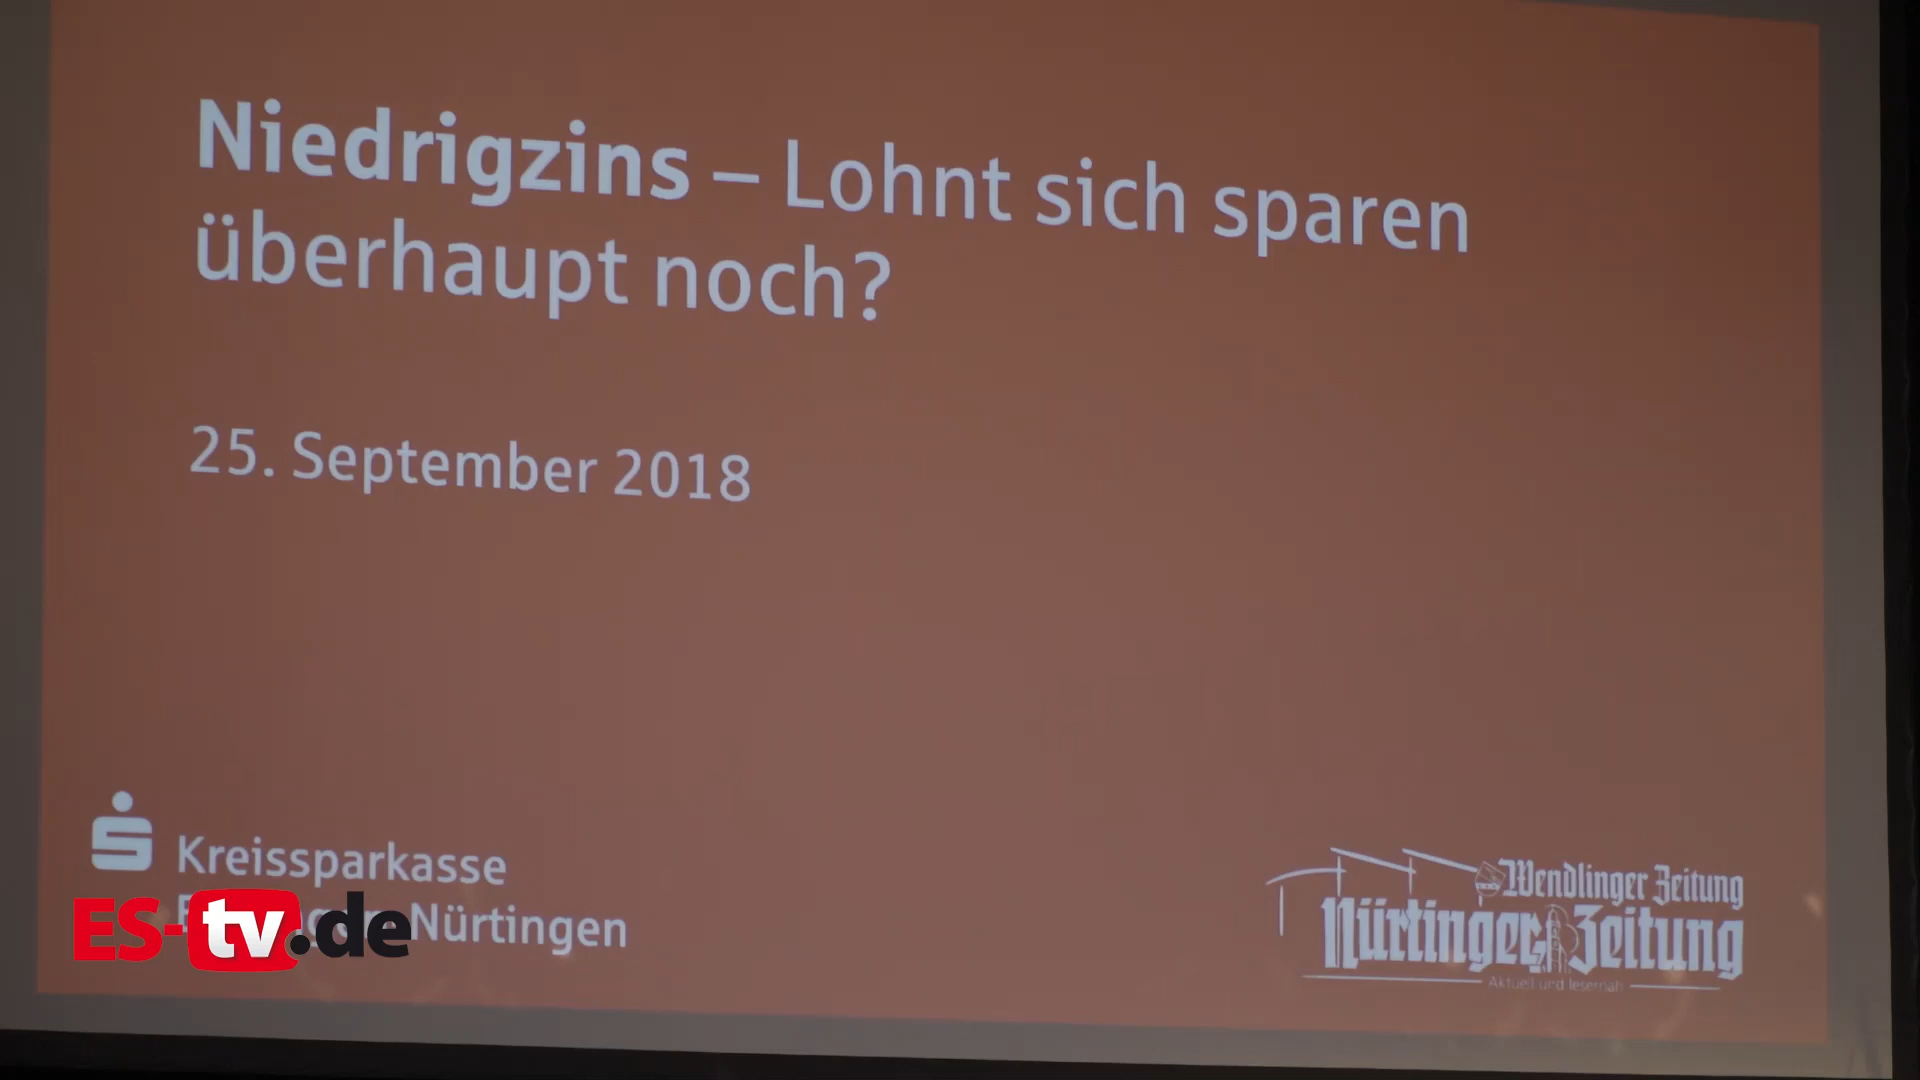 Niedrigzins – Lohnt sich sparen
überhaupt noch?
25. September 2018
Kreissparkasse
Nürtingen
ES-tv.de
Wendlinger Zeitung
Nürtinger Zeitung
Aktuell und lesernah